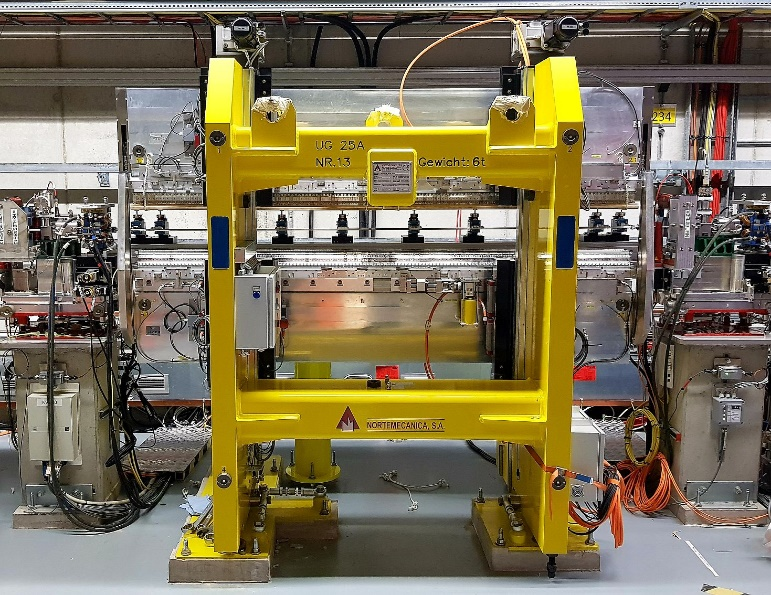 234
UG 25A
NR.13 Gewicht: 6t
NORTEMECANICA, S.A.